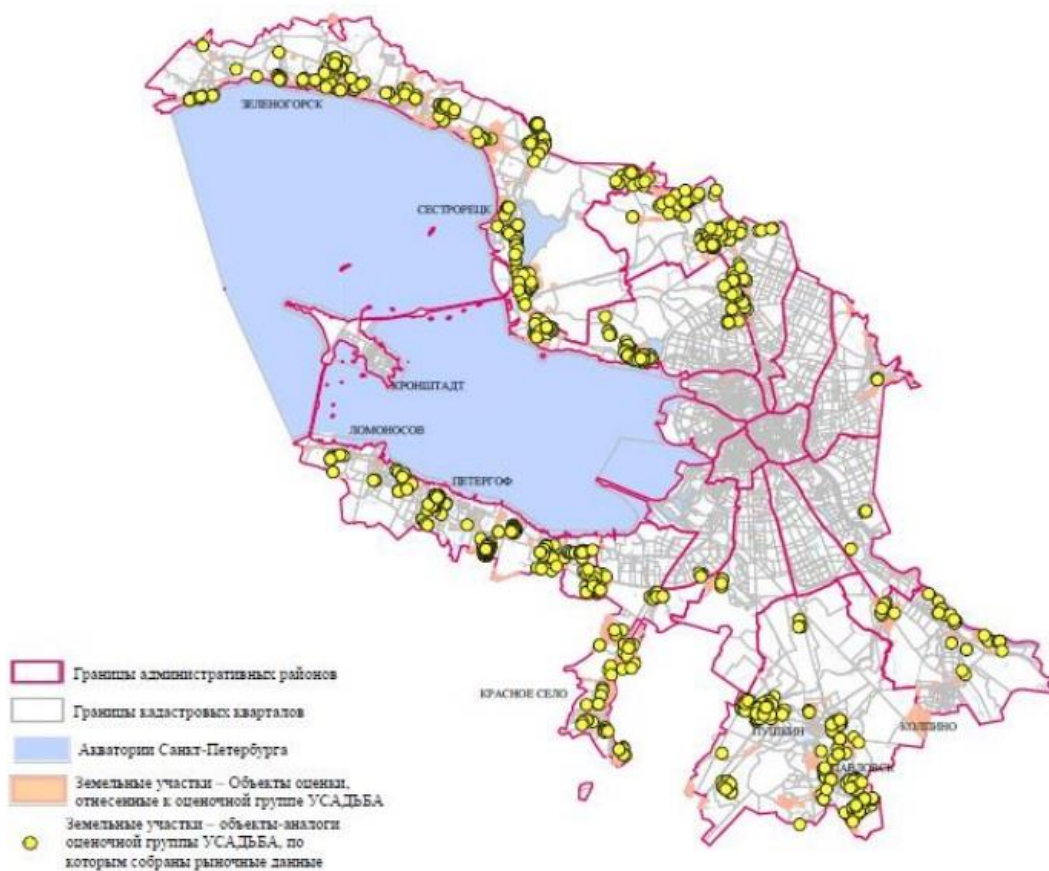 ЗЕЛЕНОГОРСК
СЕСТРОРЕЦК
КРОНШТАДТ
ЛОМОНОСОВ
ПЕТЕРГОФ
КРАСНОЕ СЕЛО
ПУШКИН
КОЛПИНО
ПАВЛОВСК
Границы административных районов
Границы кадастровых кварталов
Акватории Санкт-Петербурга
Земельные участки – Объекты оценки,
отнесенные к оценочной группе УСАДЬБА
Земельные участки – объекты-аналоги
оценочной группы УСАДЬБА, по
которым собраны рыночные данные